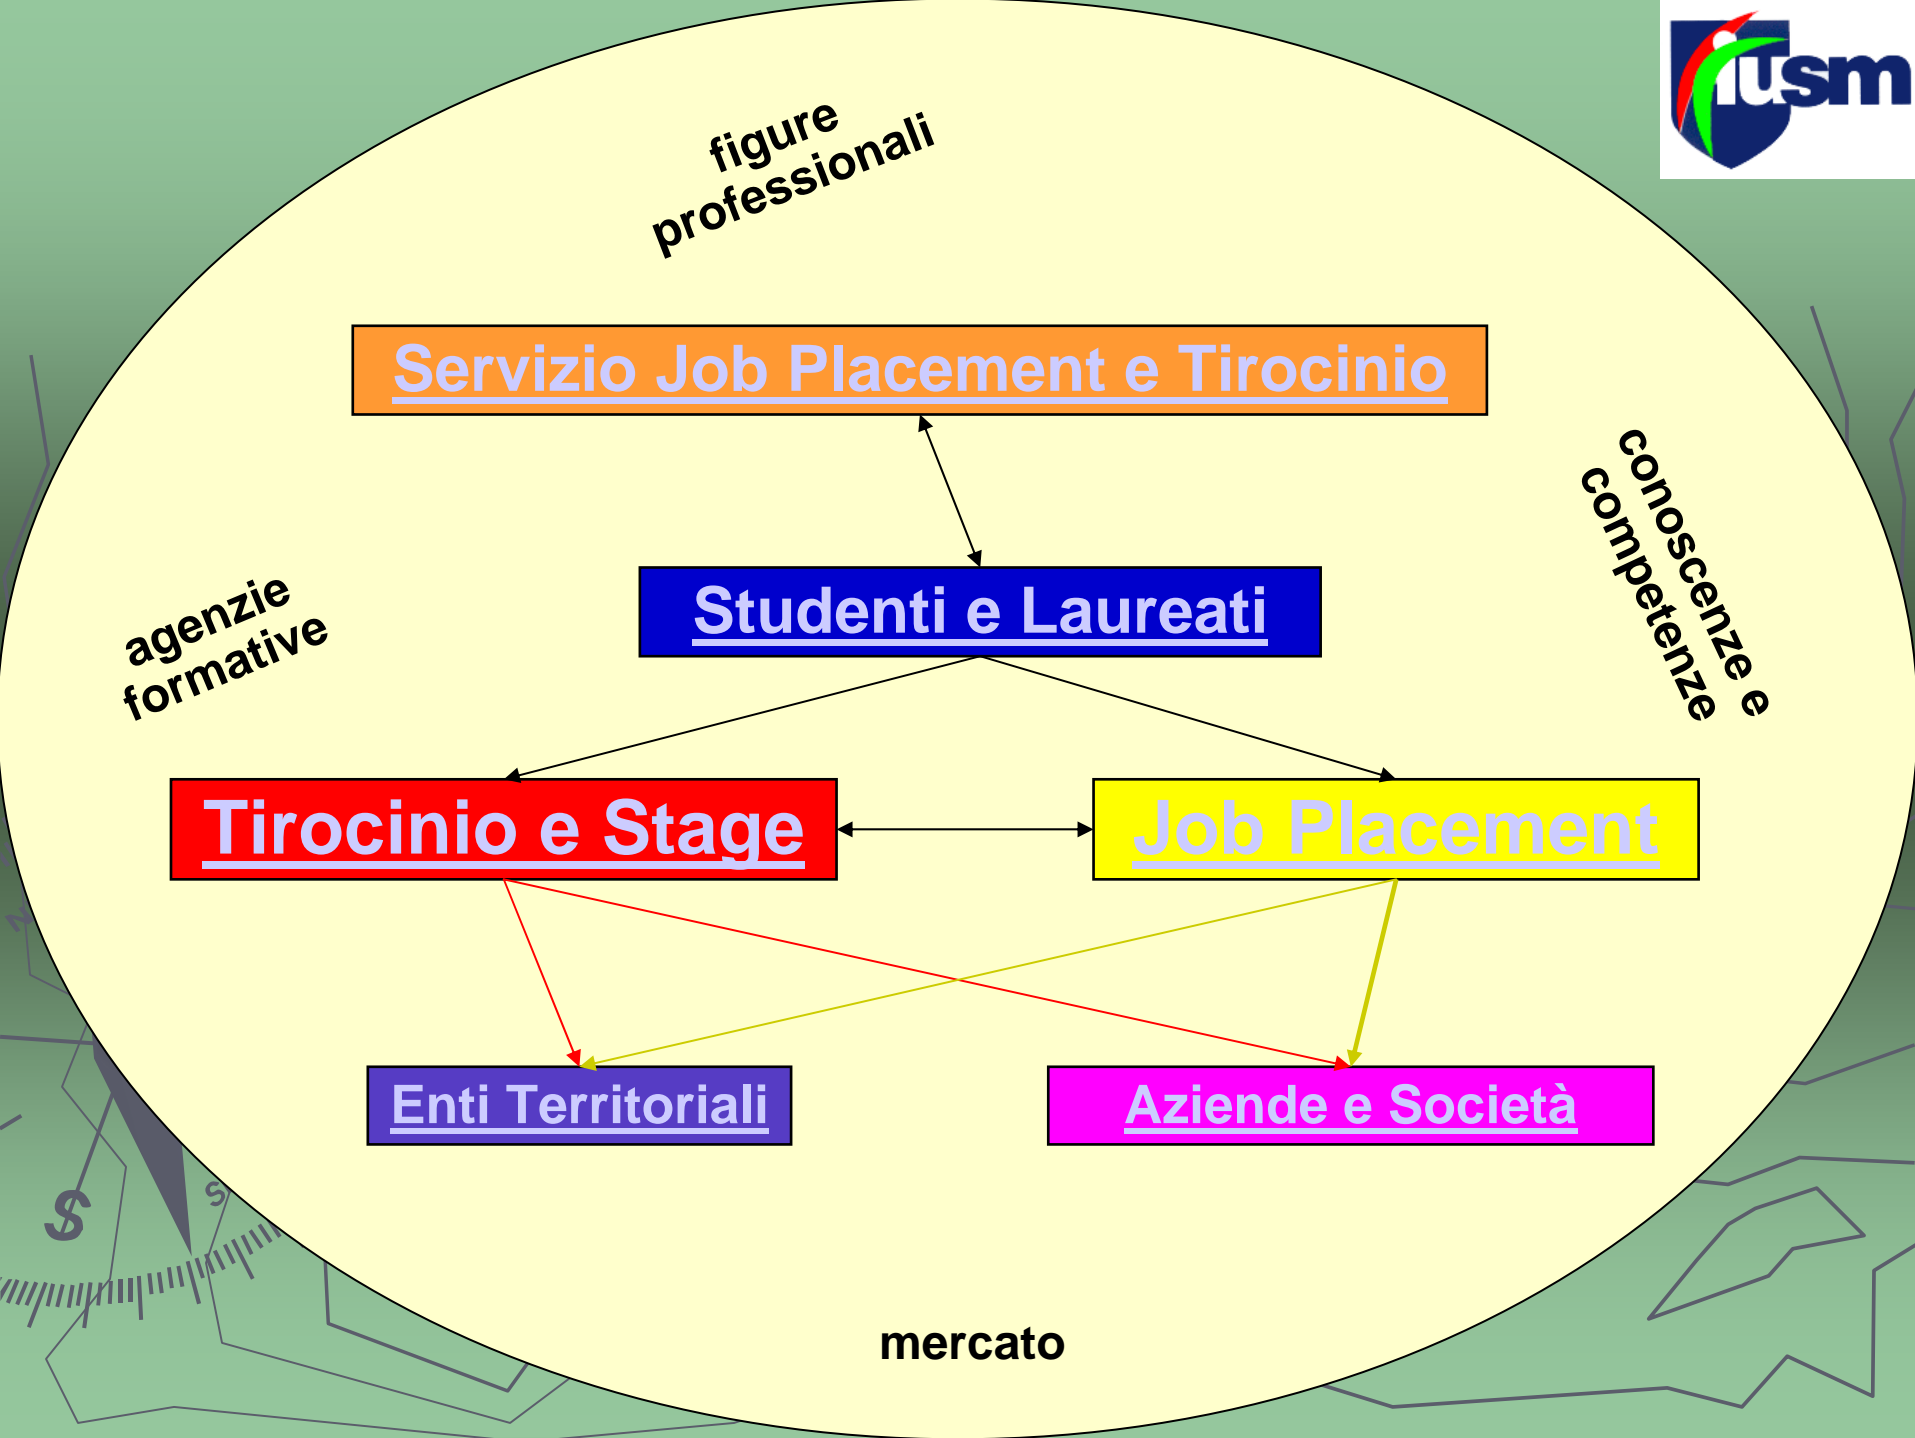 iusm
figure
professionali
Servizio Job Placement e Tirocinio
conoscenze e
competenze
Studenti e Laureati
agenzie
formative
Tirocinio e Stage
Job Placement
Enti Territoriali
Aziende e Società
S
S
mercato